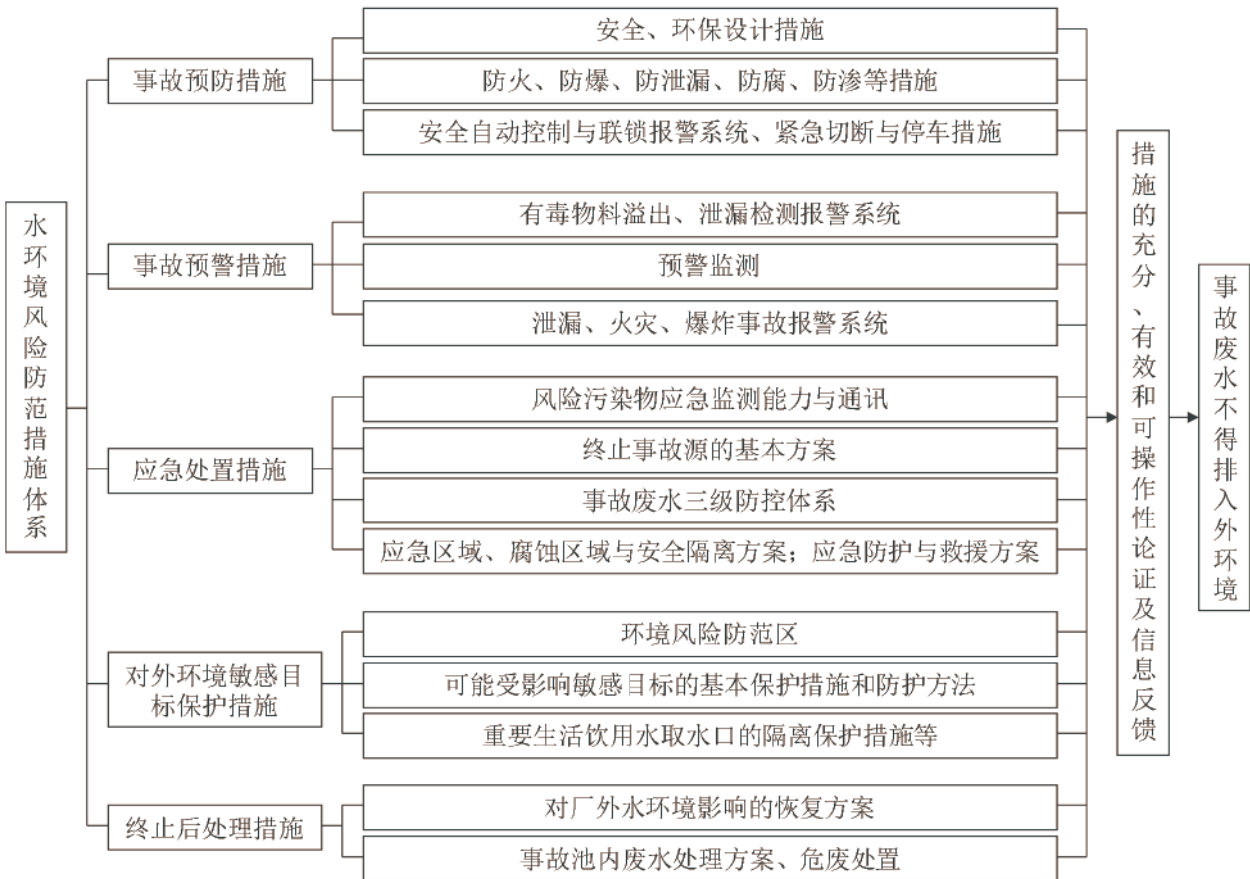 水环境风险防范措施体系
事故预防措施
安全、环保设计措施
防火、防爆、防泄漏、防腐、防渗等措施
安全自动控制与联锁报警系统、紧急切断与停车措施
事故预警措施
有毒物料溢出、泄漏检测报警系统
预警监测
泄漏、火灾、爆炸事故报警系统
应急处置措施
风险污染物应急监测能力与通讯
终止事故源的基本方案
事故废水三级防控体系
应急区域、腐蚀区域与安全隔离方案；应急防护与救援方案
对外环境敏感目
标保护措施
环境风险防范区
可能受影响敏感目标的基本保护措施和防护方法
重要生活饮用水取水口的隔离保护措施等
终止后处理措施
对厂外水环境影响的恢复方案
事故池内废水处理方案、危废处置
措施的充分、有效和可操作性论证及信息反馈
事故废水不得排入外环境